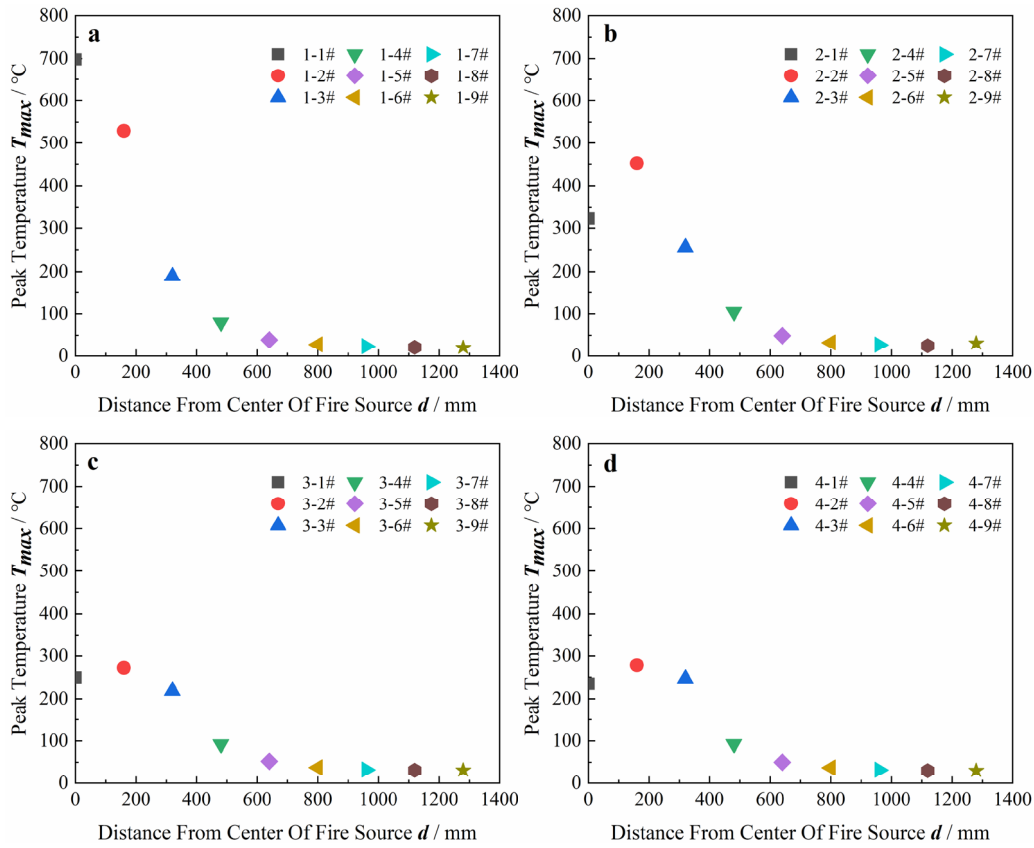 a
1-1# 1-4# 1-7#
1-2# 1-5# 1-8#
1-3# 1-6# 1-9#
800
700
600
500
400
300
200
100
0
0 200 400 600 800 1000 1200 1400
Peak Temperature Tmax / °C
Distance From Center Of Fire Source d / mm
b
2-1# 2-4# 2-7#
2-2# 2-5# 2-8#
2-3# 2-6# 2-9#
800
700
600
500
400
300
200
100
0
0 200 400 600 800 1000 1200 1400
Peak Temperature Tmax / °C
Distance From Center Of Fire Source d / mm
c
3-1# 3-4# 3-7#
3-2# 3-5# 3-8#
3-3# 3-6# 3-9#
800
700
600
500
400
300
200
100
0
0 200 400 600 800 1000 1200 1400
Peak Temperature Tmax / °C
Distance From Center Of Fire Source d / mm
d
4-1# 4-4# 4-7#
4-2# 4-5# 4-8#
4-3# 4-6# 4-9#
800
700
600
500
400
300
200
100
0
0 200 400 600 800 1000 1200 1400
Peak Temperature Tmax / °C
Distance From Center Of Fire Source d / mm